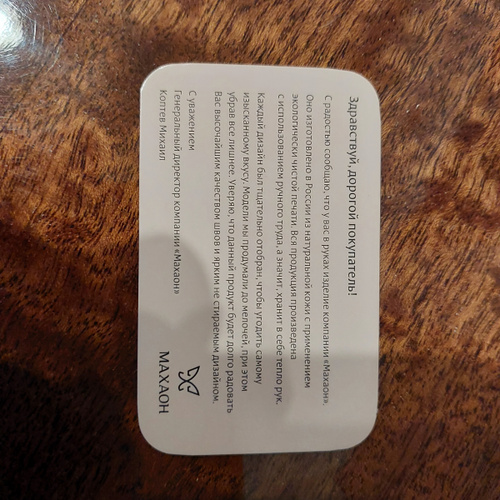 Здравствуй, дорогой покупатель!
С радостью сообщаю, что у вас в руках изделие компании «Махаон».
Оно изготовлено в России из натуральной кожи с применением
экологически чистой печати. Вся продукция произведена
с использованием ручного труда, а значит, хранит в себе тепло рук.
Каждый дизайн был тщательно отобран, чтобы угодить самому
изысканному вкусу. Модели мы продумали до мелочей, при этом
убрав все лишнее. Уверяю, что данный продукт будет долго радовать
Вас высочайшим качеством швов и ярким не стираемым дизайном.
С уважением
Генеральный директор компании «Махаон»
Коптев Михаил
МАХАОН